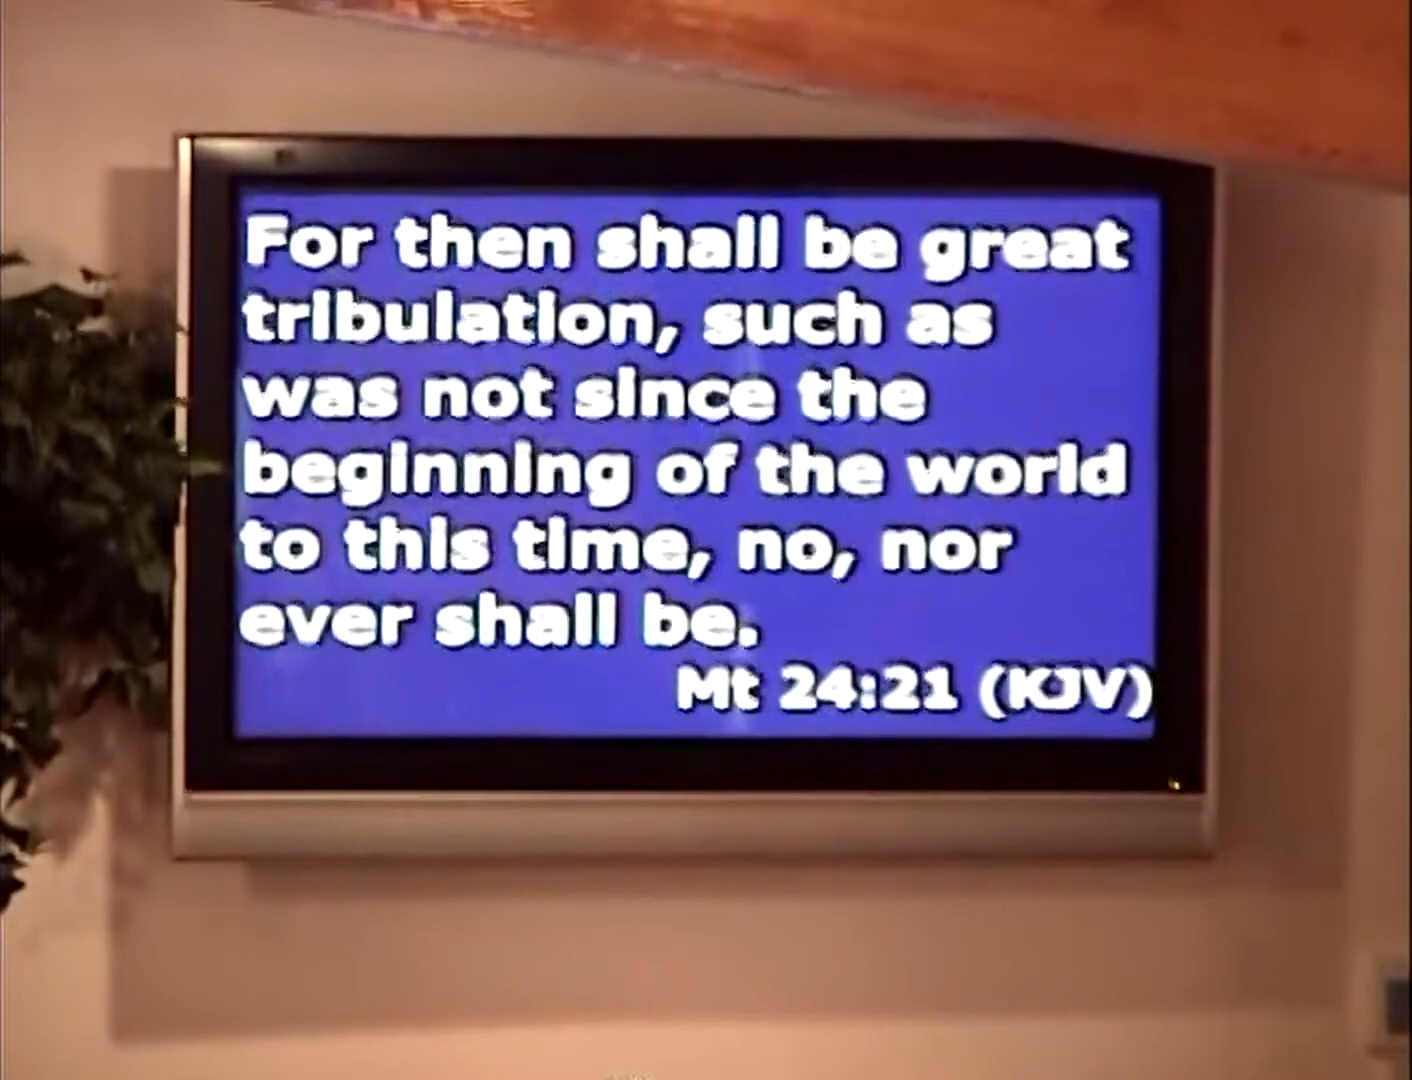 For then shall be great
tribulation, such as
was not since the
beginning of the world
to this time, no, nor
ever shall be.
Mt 24:21 (KJV)